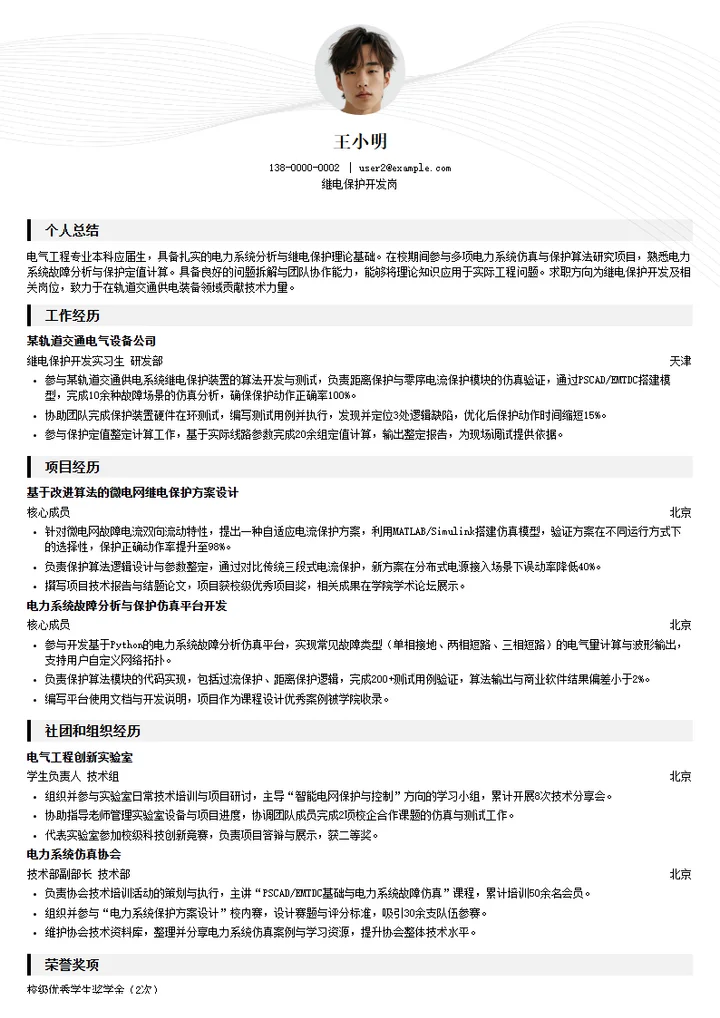 王小明
138-0000-0002 | user2@example.com
继电保护开发岗
个人总结
电气工程专业本科应届生，具备扎实的电力系统分析与继电保护理论基础。在校期间参与多项电力系统仿真与保护算法研究项目，熟悉电力
系统故障分析与保护定值计算。具备良好的问题拆解与团队协作能力，能够将理论知识应用于实际工程问题。求职方向为继电保护开发及相
关岗位，致力于在轨道交通供电装备领域贡献技术力量。
工作经历
某轨道交通电气设备公司
继电保护开发实习生 研发部 天津
• 参与某轨道交通供电系统继电保护装置的算法开发与测试，负责距离保护与零序电流保护模块的仿真验证，通过PSCAD/EMTDC搭建模
型，完成10余种故障场景的仿真分析，确保保护动作正确率100%。
• 协助团队完成保护装置硬件在环测试，编写测试用例并执行，发现并定位3处逻辑缺陷，优化后保护动作时间缩短15%。
• 参与保护定值整定计算工作，基于实际线路参数完成20余组定值计算，输出整定报告，为现场调试提供依据。
项目经历
基于改进算法的微电网继电保护方案设计
核心成员 北京
• 针对微电网故障电流双向流动特性，提出一种自适应电流保护方案，利用MATLAB/Simulink搭建仿真模型，验证方案在不同运行方式下
的选择性，保护正确动作率提升至98%。
• 负责保护算法逻辑设计与参数整定，通过对比传统三段式电流保护，新方案在分布式电源接入场景下误动率降低40%。
• 撰写项目技术报告与结题论文，项目获校级优秀项目奖，相关成果在学院学术论坛展示。
电力系统故障分析与保护仿真平台开发
核心成员 北京
• 参与开发基于Python的电力系统故障分析仿真平台，实现常见故障类型（单相接地、两相短路、三相短路）的电气量计算与波形输出，
支持用户自定义网络拓扑。
• 负责保护算法模块的代码实现，包括过流保护、距离保护逻辑，完成200+测试用例验证，算法输出与商业软件结果偏差小于2%。
• 编写平台使用文档与开发说明，项目作为课程设计优秀案例被学院收录。
社团和组织经历
电气工程创新实验室
学生负责人 技术组 北京
• 组织并参与实验室日常技术培训与项目研讨，主导“智能电网保护与控制”方向的学习小组，累计开展8次技术分享会。
• 协助指导老师管理实验室设备与项目进度，协调团队成员完成2项校企合作课题的仿真与测试工作。
• 代表实验室参加校级科技创新竞赛，负责项目答辩与展示，获二等奖。
电力系统仿真协会
技术部副部长 技术部 北京
• 负责协会技术培训活动的策划与执行，主讲“PSCAD/EMTDC基础与电力系统故障仿真”课程，累计培训50余名会员。
• 组织并参与“电力系统保护方案设计”校内赛，设计赛题与评分标准，吸引30余支队伍参赛。
• 维护协会技术资料库，整理并分享电力系统仿真案例与学习资源，提升协会整体技术水平。
荣誉奖项
校级优秀学生奖学金（2次）